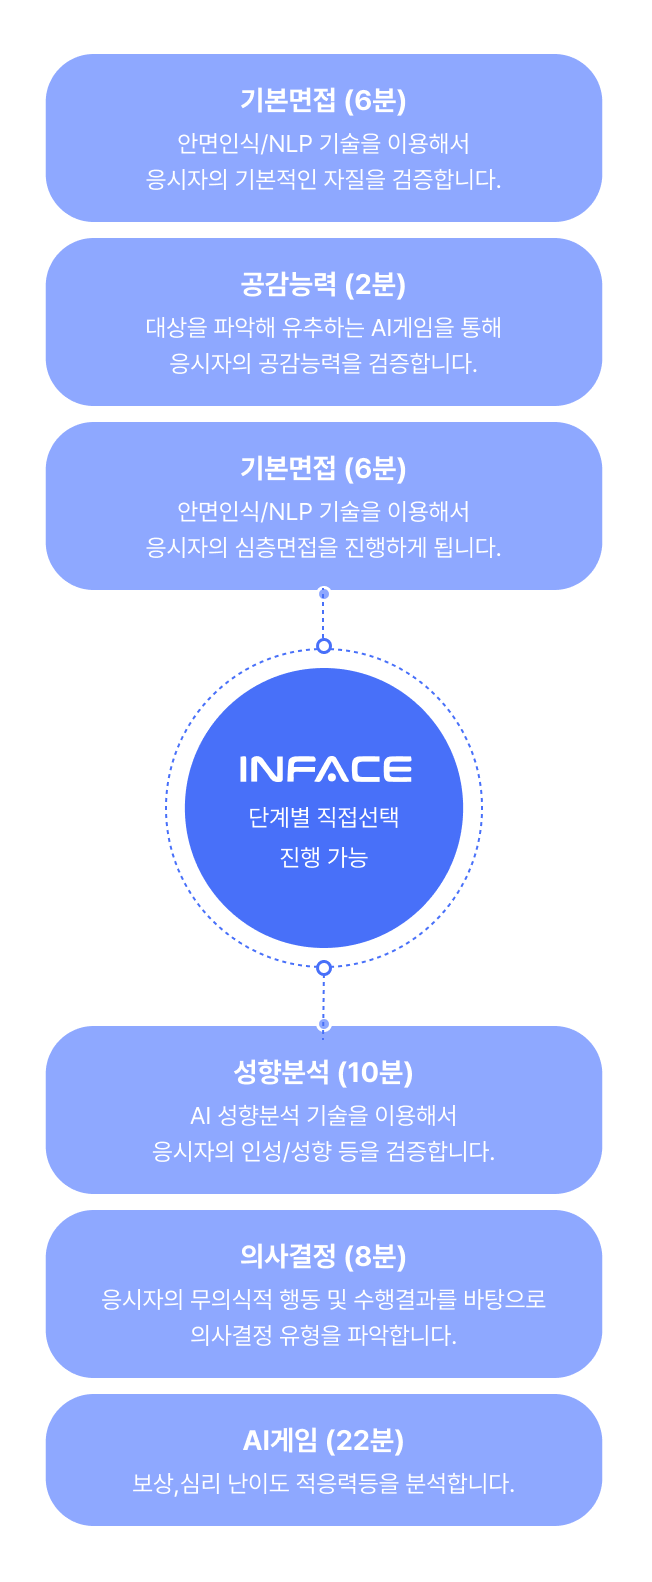 기본면접 (6분)
안면인식/NLP 기술을 이용해서
응시자의 기본적인 자질을 검증합니다.
공감능력 (2분)
대상을 파악해 유추하는 AI게임을 통해
응시자의 공감능력을 검증합니다.
기본면접 (6분)
안면인식/NLP 기술을 이용해서
응시자의 심층면접을 진행하게 됩니다.
INFACE
단계별 직접선택
진행 가능
성향분석 (10분)
AI 성향분석 기술을 이용해서
응시자의 인성/성향 등을 검증합니다.
의사결정 (8분)
응시자의 무의식적 행동 및 수행결과를 바탕으로
의사결정 유형을 파악합니다.
AI게임 (22분)
보상,심리 난이도 적응력등을 분석합니다.